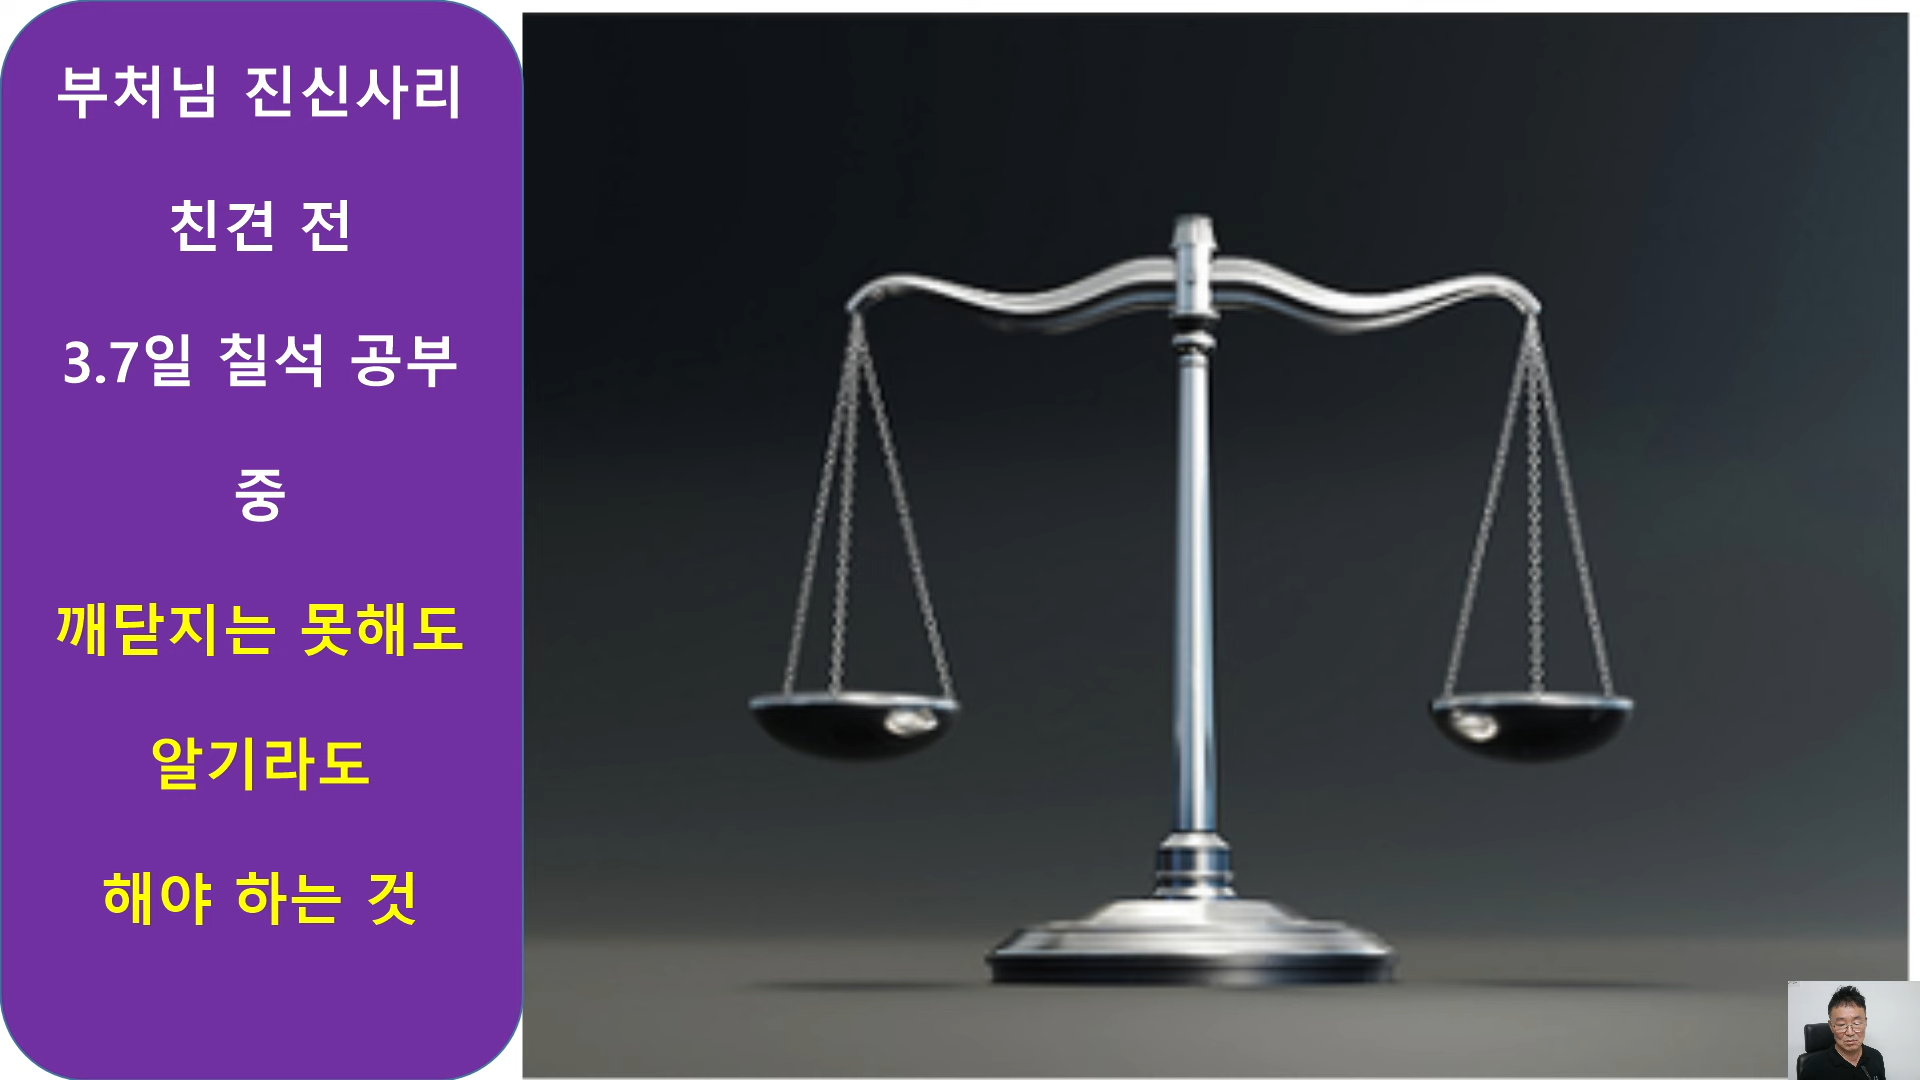 부처님 진신사리
친견 전
3.7일 칠석 공부
중
깨닫지는 못해도
알기라도
해야 하는 것